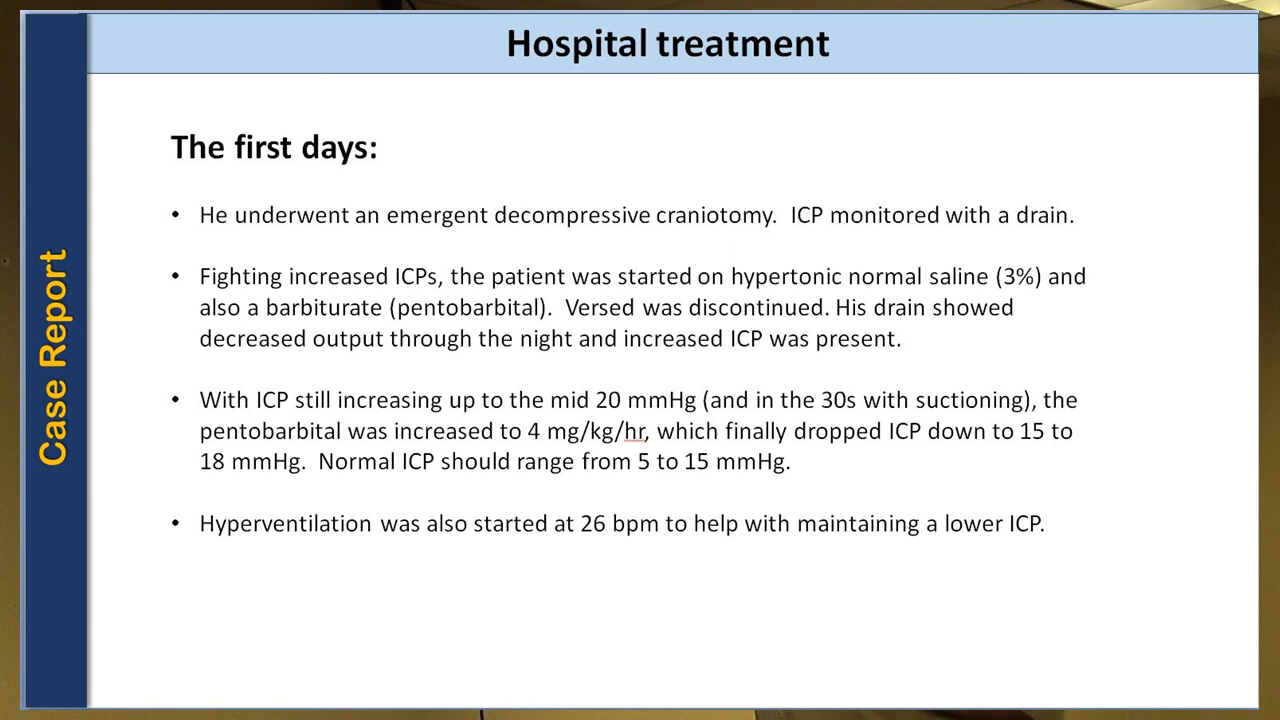 Hospital treatment
Case Report
The first days:
• He underwent an emergent decompressive craniotomy.  ICP monitored with a drain.
• Fighting increased ICPs, the patient was started on hypertonic normal saline (3%) and
also a barbiturate (pentobarbital).  Versed was discontinued. His drain showed
decreased output through the night and increased ICP was present.
• With ICP still increasing up to the mid 20 mmHg (and in the 30s with suctioning), the
pentobarbital was increased to 4 mg/kg/hr, which finally dropped ICP down to 15 to
18 mmHg.  Normal ICP should range from 5 to 15 mmHg.
• Hyperventilation was also started at 26 bpm to help with maintaining a lower ICP.